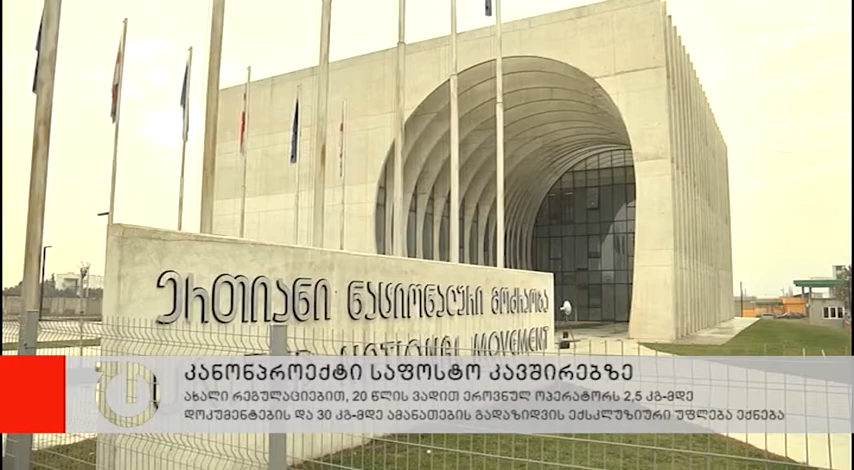 ერთიანი ნაციონალური მოძრაობა
NATIONAL MOVEMENT
კანონპროექტი საფოსტო კავშირებზე
ახალი რეგულაციებით, 20 წლის ვადით ეროვნულ ოპერატორს 2,5 კგ-მდე
დოკუმენტების და 30 კგ-მდე ამანათების გადაზიდვის ექსკლუზიური უფლება ექნება